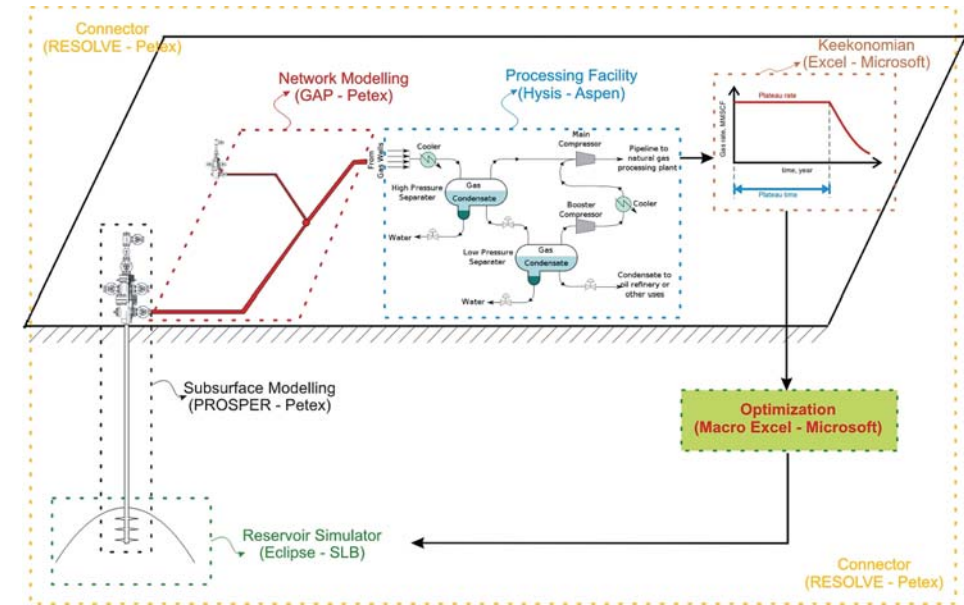 Connector
(RESOLVE - Petex)
Network Modelling
(GAP - Petex)
Processing Facility
(Hysis - Aspen)
Keekonomian
(Excel - Microsoft)
From
Gas Wells
Cooler
Main
Compressor
Pipeline to
natural gas
processing plant
High Pressure
Separater
Gas
Condensate
Water
Booster
Compressor
Cooler
Low Pressure
Separater
Gas
Condensate
Water
Condensate to
oil refinery or
other uses
Gas rate, MMSCF
Plateau rate
time, year
Plateau time
Subsurface Modelling
(PROSPER - Petex)
Optimization
(Macro Excel - Microsoft)
Reservoir Simulator
(Eclipse - SLB)
Connector
(RESOLVE - Petex)